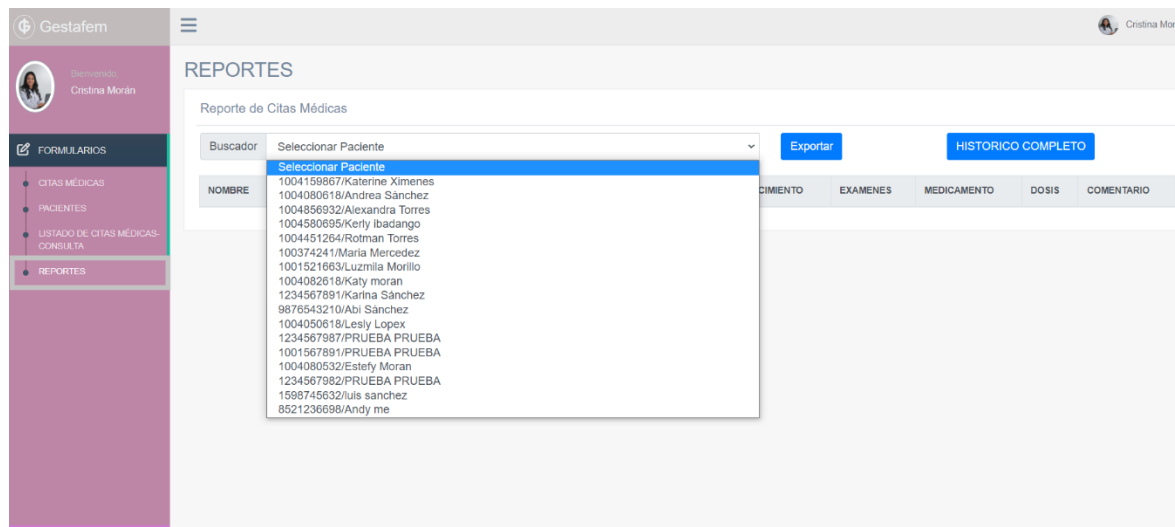 Gestafem
Cristina Mor
Bienvenido,
Cristina Morán
FORMULARIOS
CITAS MÉDICAS
PACIENTES
LISTADO DE CITAS MÉDICAS-
CONSULTA
REPORTES
REPORTES
Reporte de Citas Médicas
Buscador Seleccionar Paciente Exportar HISTORICO COMPLETO
Seleccionar Paciente
1004159867/Katerine Ximenes
1004080618/Andrea Sánchez
1004856932/Alexandra Torres
1004580695/Kerly ibadango
1004451264/Rotman Torres
100374241/Maria Mercedez
1001521663/Luzmila Morillo
1004082618/Katy moran
1234567891/Karina Sánchez
9876543210/Abi Sánchez
1004050618/Lesly Lopex
1234567987/PRUEBA PRUEBA
1001567891/PRUEBA PRUEBA
1004080532/Estefy Moran
1234567982/PRUEBA PRUEBA
1598745632/luis sanchez
8521236698/Andy me
NOMBRE CIMIENTO EXAMENES MEDICAMENTO DOSIS COMENTARIO